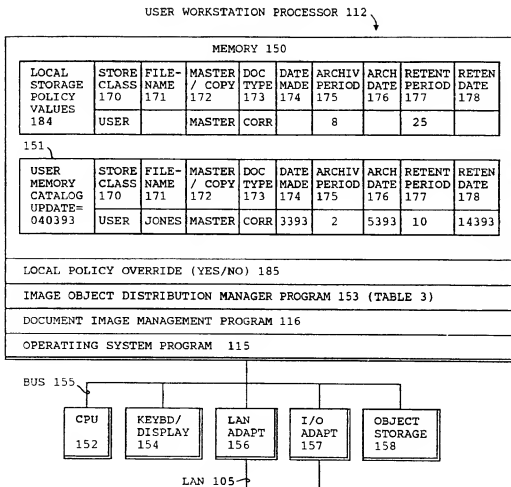 USER WORKSTATION PROCESSOR 112
MEMORY 150
LOCAL STORAGE POLICY VALUES 184
STORE CLASS 170
FILE-NAME 171
MASTER / COPY 172
DOC TYPE 173
DATE MADE 174
ARCHIV PERIOD 175
ARCH DATE 176
RETENT PERIOD 177
RETEN DATE 178
USER MASTER CORR 8 25
151
USER MEMORY CATALOG UPDATE= 040393
STORE CLASS 170
FILE-NAME 171
MASTER / COPY 172
DOC TYPE 173
DATE MADE 174
ARCHIV PERIOD 175
ARCH DATE 176
RETENT PERIOD 177
RETEN DATE 178
USER JONES MASTER CORR 3393 2 5393 10 14393
LOCAL POLICY OVERRIDE (YES/NO) 185
IMAGE OBJECT DISTRIBUTION MANAGER PROGRAM 153 (TABLE 3)
DOCUMENT IMAGE MANAGEMENT PROGRAM 116
OPERATIING SYSTEM PROGRAM 115
BUS 155
CPU 152
KEYBD/ DISPLAY 154
LAN ADAPT 156
I/O ADAPT 157
OBJECT STORAGE 158
LAN 105